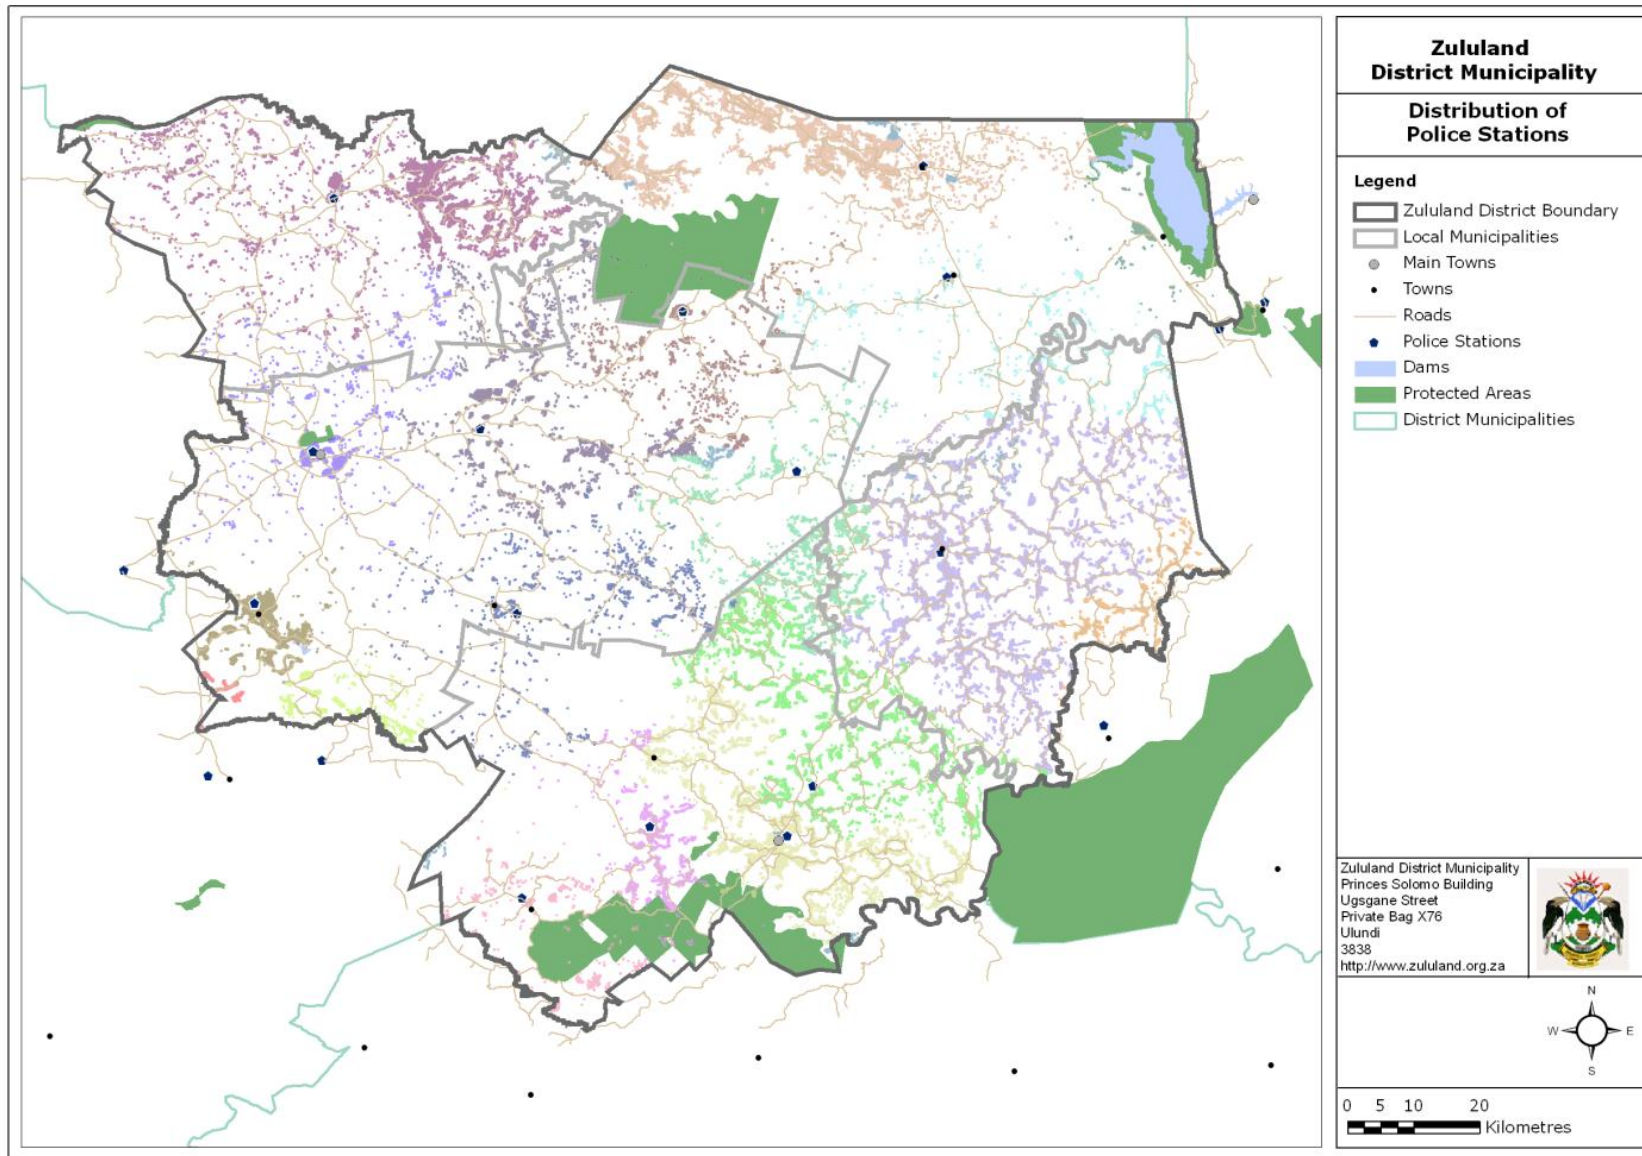 Zululand
District Municipality
Distribution of
Police Stations
Legend
Zululand District Boundary
Local Municipalities
Main Towns
Towns
Roads
Police Stations
Dams
Protected Areas
District Municipalities
Zululand District Municipality
Princes Solomo Building
Ugsgane Street
Private Bag X76
Ulundi
3838
http://www.zululand.org.za
N
W E
S
0 5 10 20
Kilometres